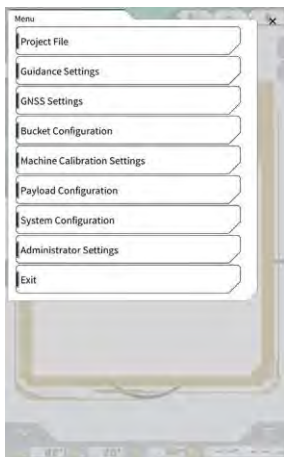 Menu
Project File
Guidance Settings
GNSS Settings
Bucket Configuration
Machine Calibration Settings
Payload Configuration
System Configuration
Administrator Settings
Exit